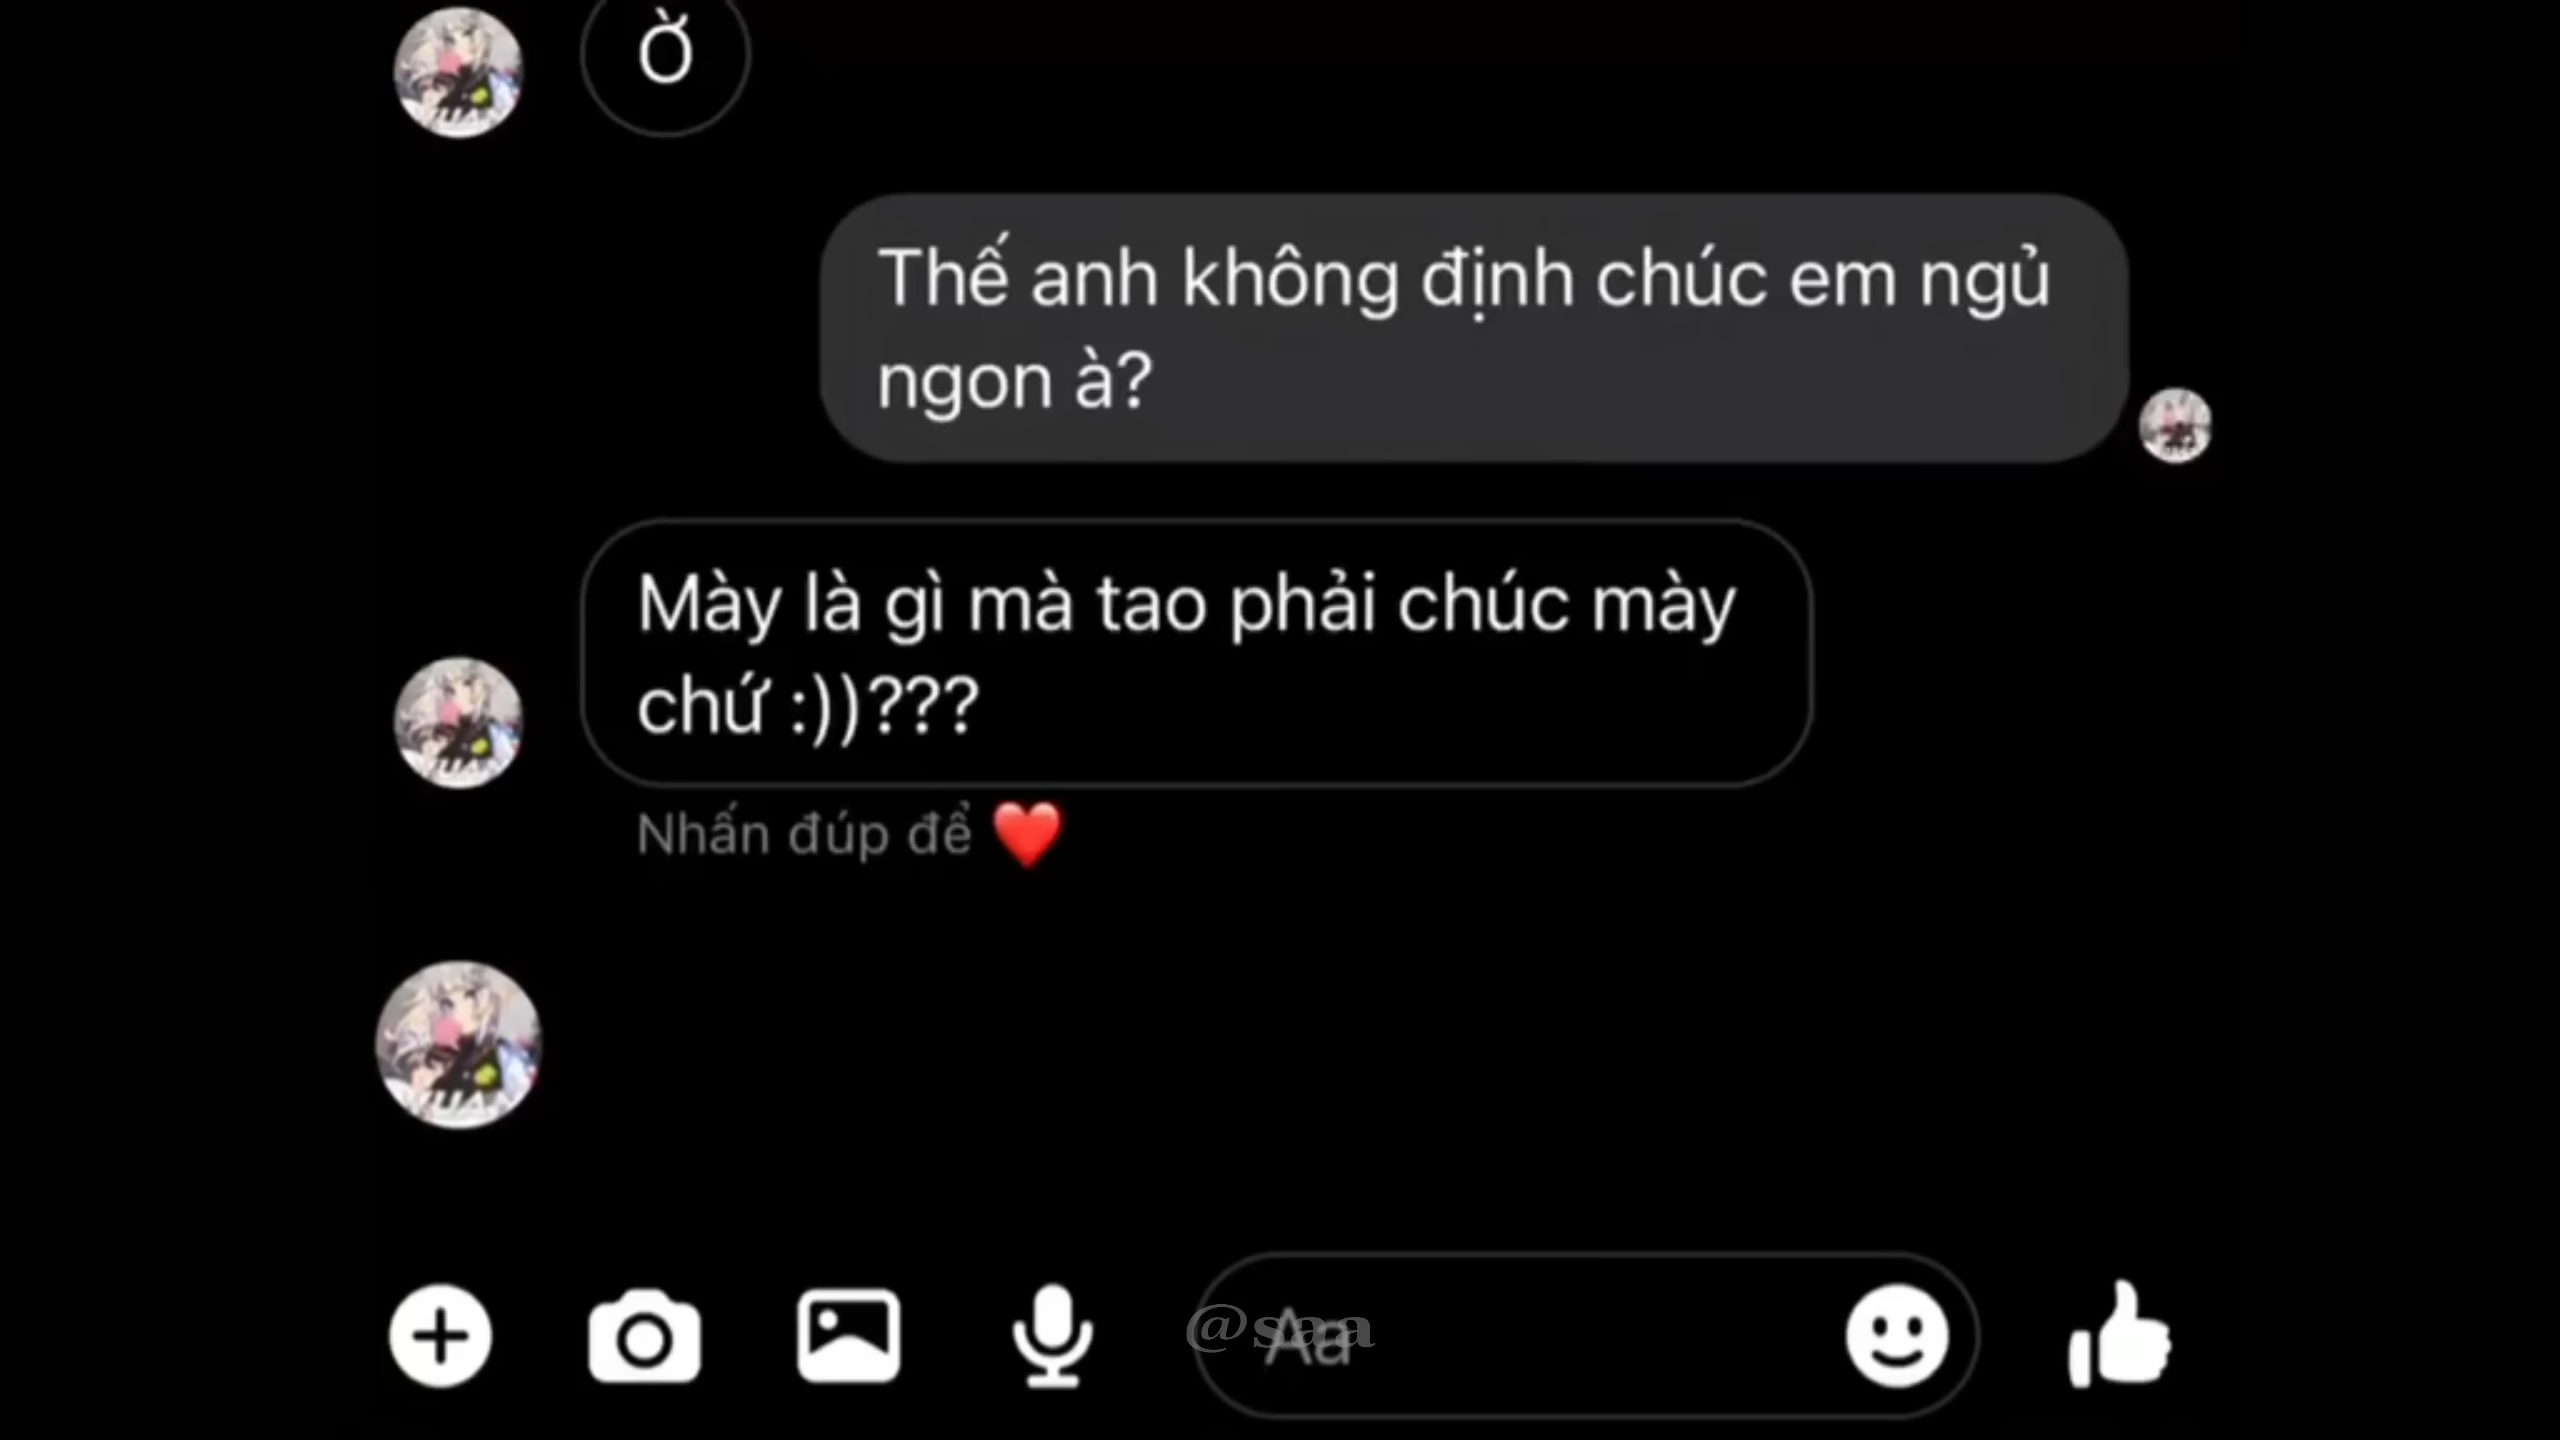 Ờ
Thế anh không định chúc em ngủ
ngon à?
Mày là gì mà tao phải chúc mày
chứ :))???
Nhấn đúp để ❤️
@saa
Aa